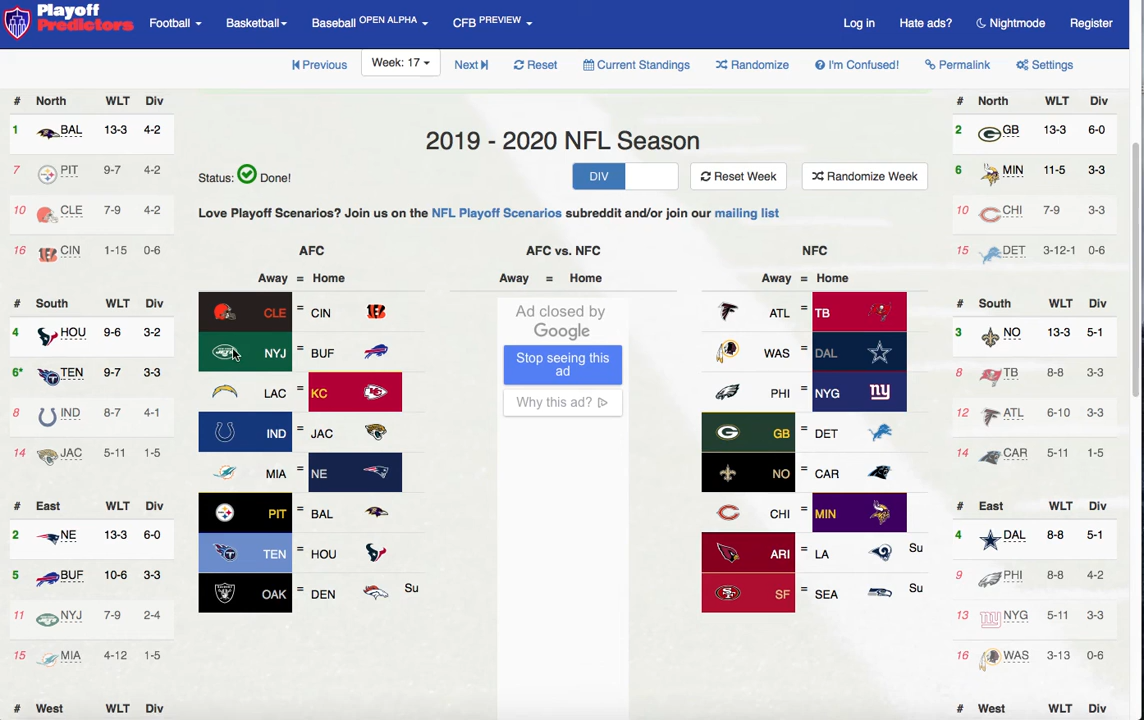 Playoff
Predictors
Football
Basketball
Baseball OPEN ALPHA
CFB PREVIEW
Log in
Hate ads?
Nightmode
Register
Previous
Week: 17
Next
Reset
Current Standings
Randomize
I'm Confused!
Permalink
Settings
# North WLT Div
1 BAL 13-3 4-2
7 PIT 9-7 4-2
10 CLE 7-9 4-2
16 CIN 1-15 0-6
# South WLT Div
4 HOU 9-6 3-2
6* TEN 9-7 3-3
8 IND 8-7 4-1
14 JAC 5-11 1-5
# East WLT Div
2 NE 13-3 6-0
5 BUF 10-6 3-3
11 NYJ 7-9 2-4
15 MIA 4-12 1-5
# West WLT Div
2019 - 2020 NFL Season
Status: Done!
DIV
Reset Week
Randomize Week
Love Playoff Scenarios? Join us on the NFL Playoff Scenarios subreddit and/or join our mailing list
AFC
Away = Home
CLE = CIN
NYJ = BUF
LAC = KC
IND = JAC
MIA = NE
PIT = BAL
TEN = HOU
OAK = DEN Su
AFC vs. NFC
Away = Home
Ad closed by
Google
Stop seeing this
ad
Why this ad?
NFC
Away = Home
ATL = TB
WAS = DAL
PHI = NYG
GB = DET
NO = CAR
CHI = MIN
ARI = LA Su
SF = SEA Su
# North WLT Div
2 GB 13-3 6-0
6 MIN 11-5 3-3
10 CHI 7-9 3-3
15 DET 3-12-1 0-6
# South WLT Div
3 NO 13-3 5-1
8 TB 8-8 3-3
12 ATL 6-10 3-3
14 CAR 5-11 1-5
# East WLT Div
4 DAL 8-8 5-1
9 PHI 8-8 4-2
13 NYG 5-11 3-3
16 WAS 3-13 0-6
# West WLT Div